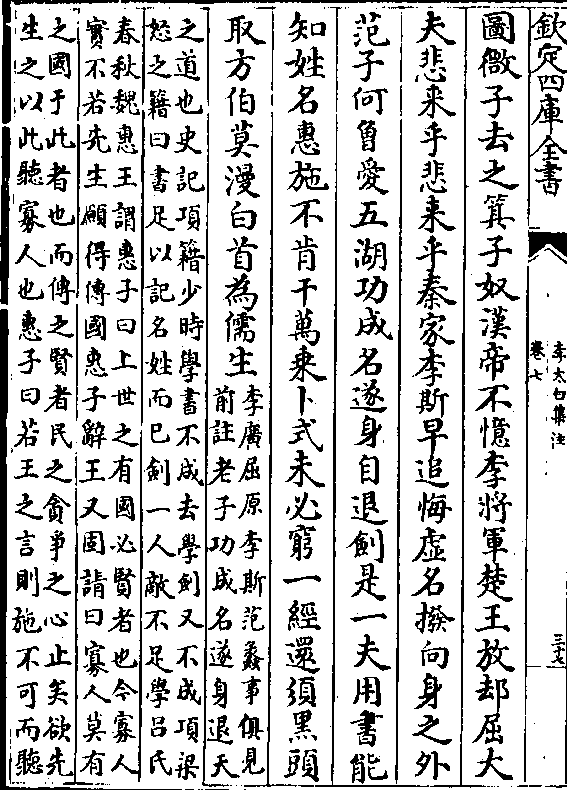 欽定四庫全書
李太白集注
卷七
三十七
圖微子去之箕子奴漢帝不憶李將軍楚王放却屈大
夫悲来乎悲来乎秦家李斯早追悔虛名撥向身之外
范子何曾愛五湖功成名遂身自退劍是一夫用書能
知姓名惠施不肯干萬乘卜式未必窮一經還須黑頭
取方伯莫漫白首為儒生
李廣屈原李斯范蠡事俱見
前註老子功成名遂身退天
之道也史記項籍少時學書不成去學劍又不成項梁
怒之籍曰書足以記名姓而已劍一人敵不足學吕氏
春秋魏惠王謂惠子曰上世之有國必賢者也今寡人
實不若先生願得傳國惠子辭王又固請曰寡人莫有
之國于此者也而傳之賢者民之貪爭之心止矣欲先
生之以此聽寡人也惠子曰若王之言則施不可而聽